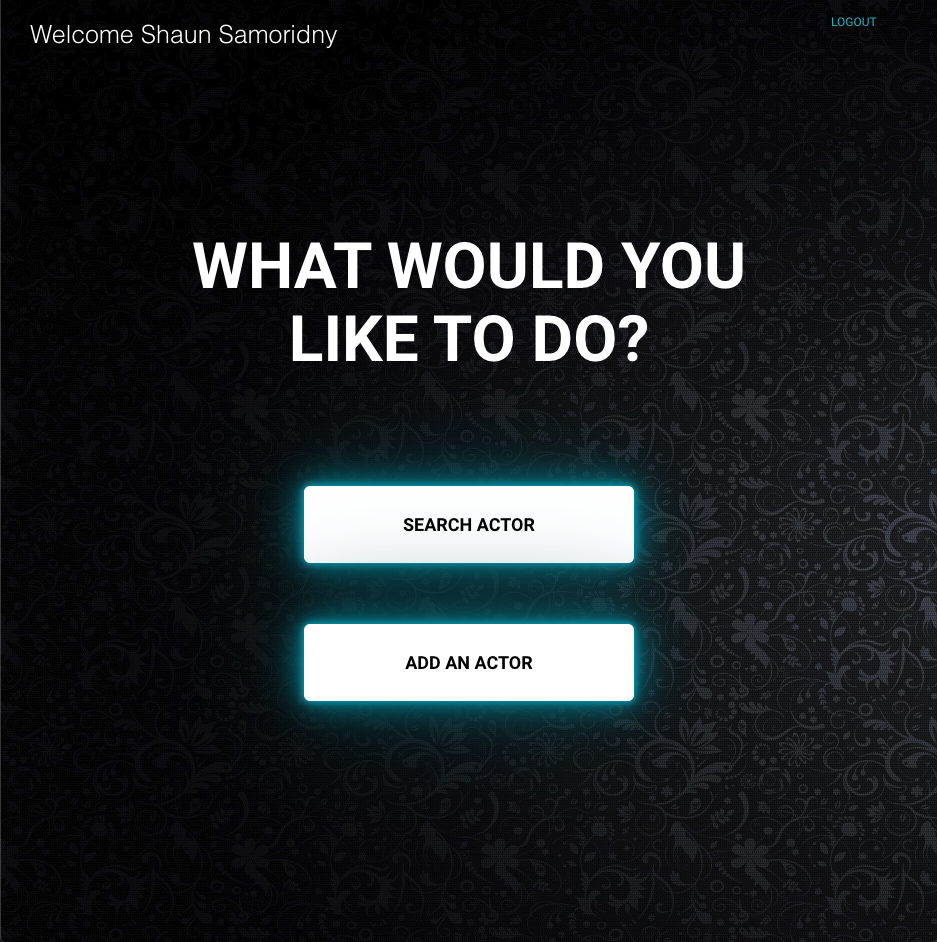 Welcome Shaun Samoridny
LOGOUT
WHAT WOULD YOU
LIKE TO DO?
SEARCH ACTOR
ADD AN ACTOR